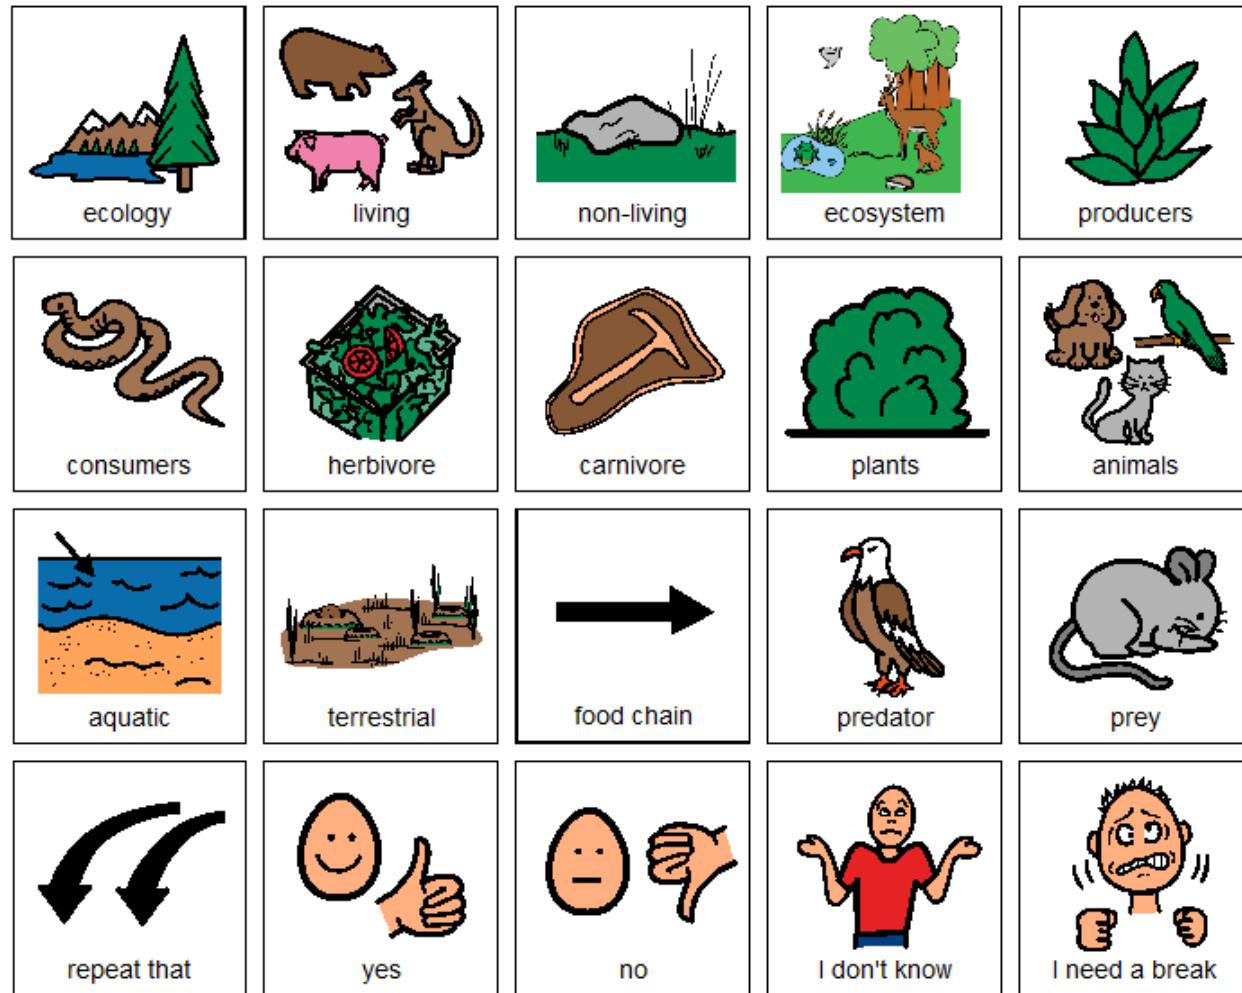 ecology
living
non-living
ecosystem
producers
consumers
herbivore
carnivore
plants
animals
aquatic
terrestrial
food chain
predator
prey
repeat that
yes
no
I don't know
I need a break